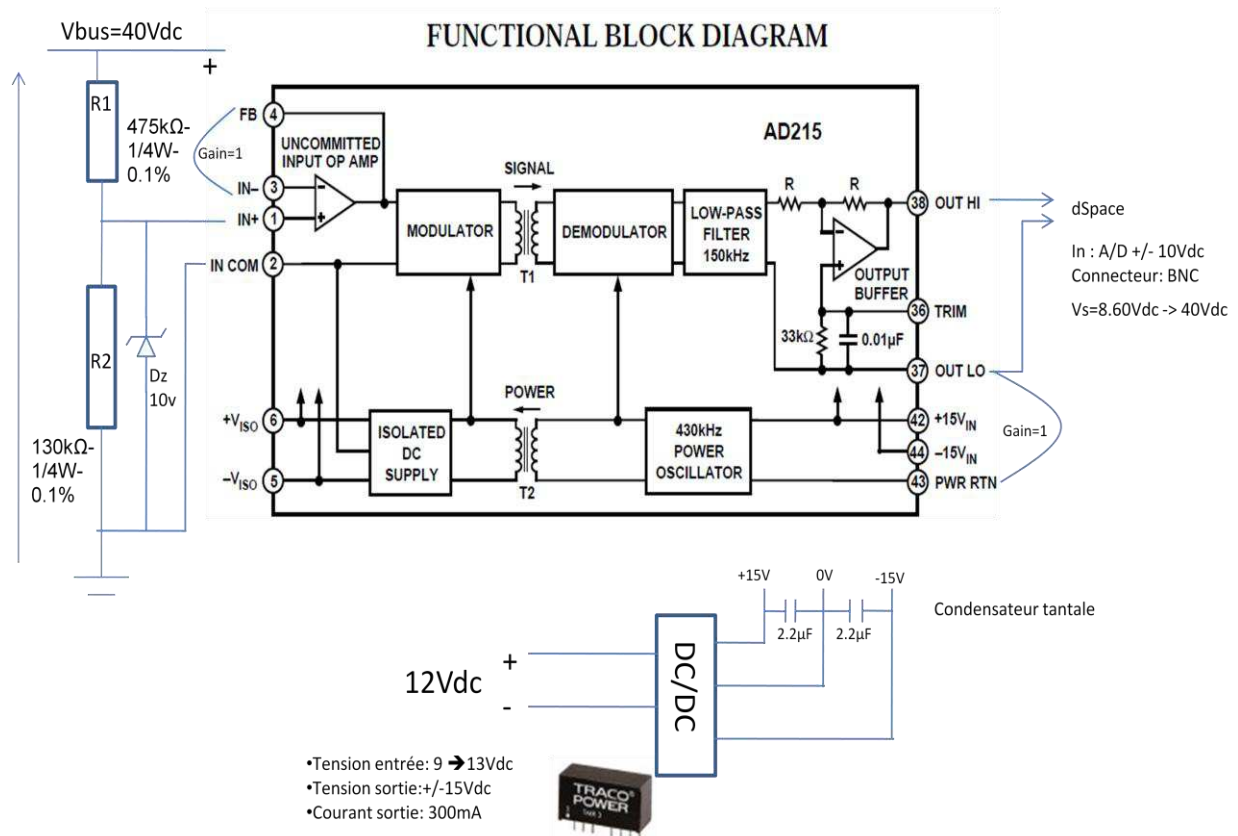 Vbus=40Vdc
FUNCTIONAL BLOCK DIAGRAM
+
R1
475kΩ-
1/4W-
0.1%
Gain=1
FB
4
IN–
3
IN+
1
IN COM
2
UNCOMMITTED
INPUT OP AMP
–
+
AD215
MODULATOR
SIGNAL
T1
DEMODULATOR
LOW-PASS
FILTER
150kHz
R
R
–
+
OUTPUT
BUFFER
38
OUT HI
dSpace
In : A/D +/- 10Vdc
Connecteur: BNC
Vs=8.60Vdc -> 40Vdc
36
TRIM
33kΩ
0.01µF
37
OUT LO
R2
Dz
10v
130kΩ-
1/4W-
0.1%
+VISO
6
–VISO
5
ISOLATED
DC
SUPPLY
POWER
T2
430kHz
POWER
OSCILLATOR
42
+15VIN
44
–15VIN
43
PWR RTN
Gain=1
+15V
0V
-15V
2.2µF
2.2µF
Condensateur tantale
12Vdc
+
-
DC/DC
•Tension entrée: 9 ➔13Vdc
•Tension sortie:+/-15Vdc
•Courant sortie: 300mA
TRACO
POWER